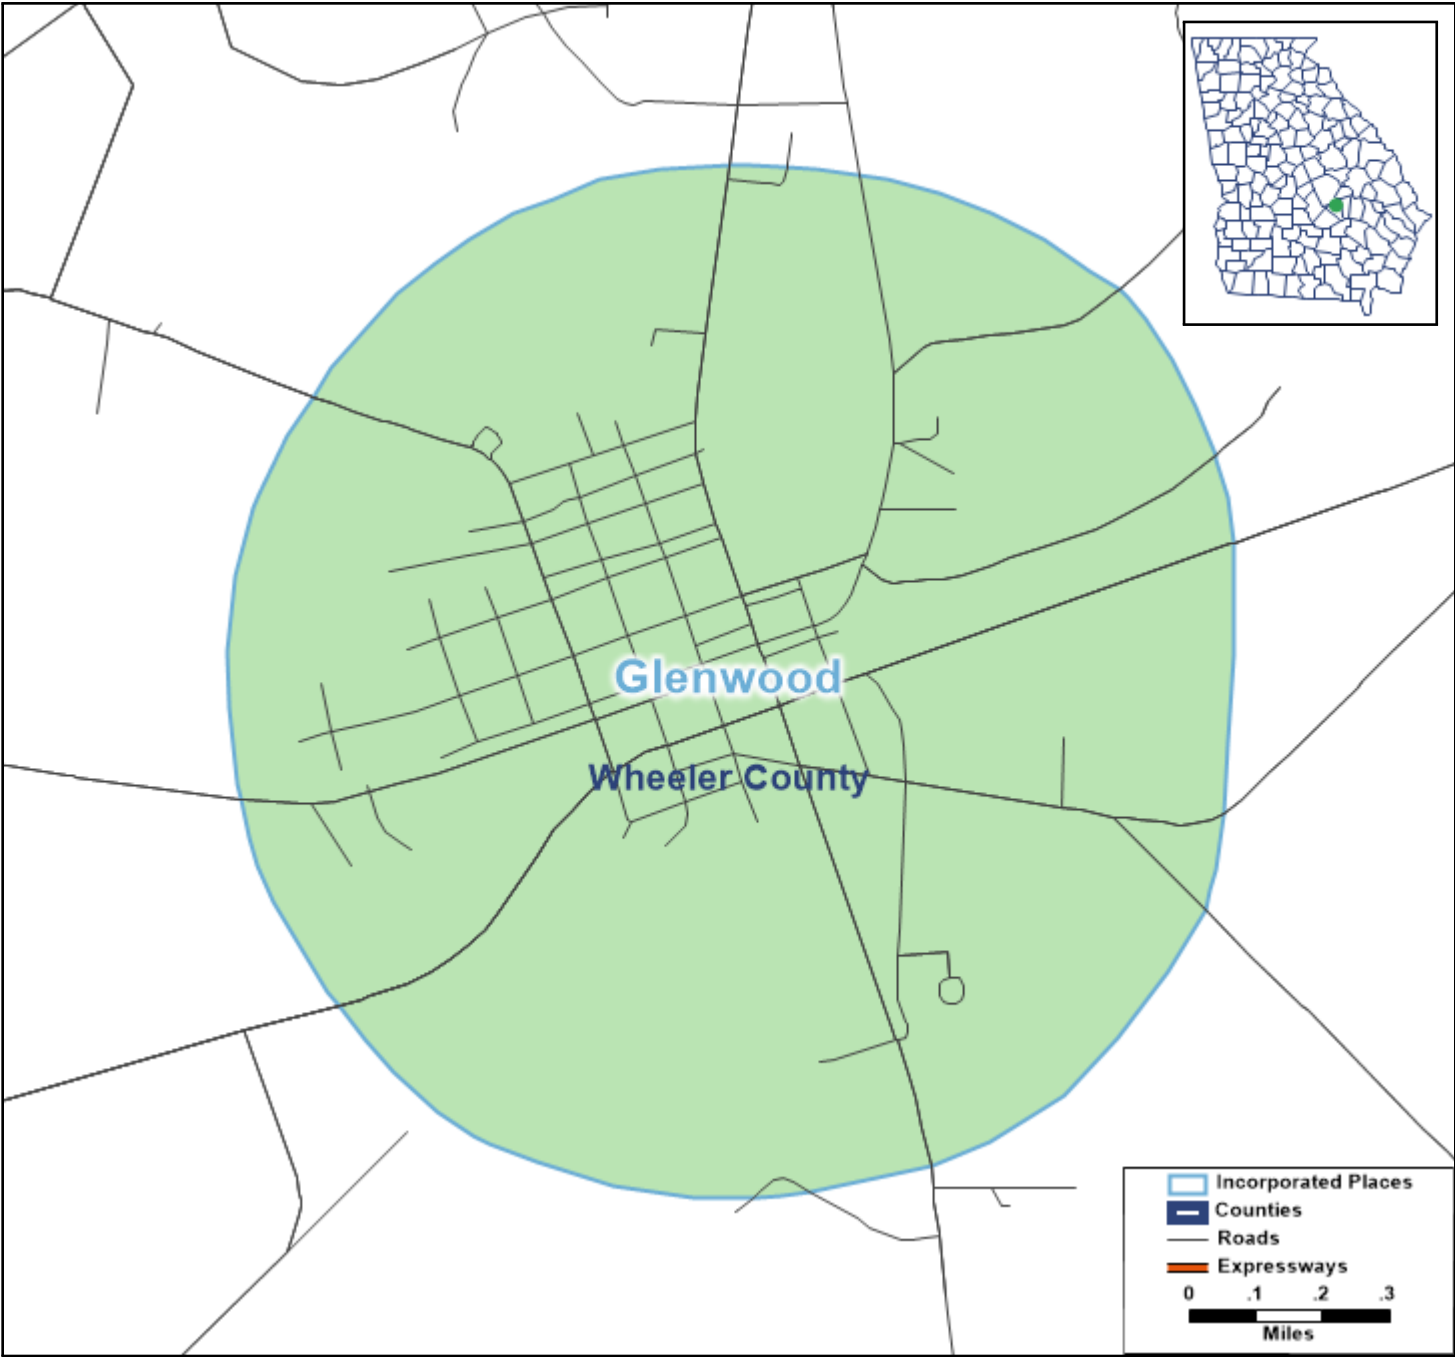 Glenwood
Wheeler County
Incorporated Places
Counties
Roads
Expressways
0 .1 .2 .3
Miles